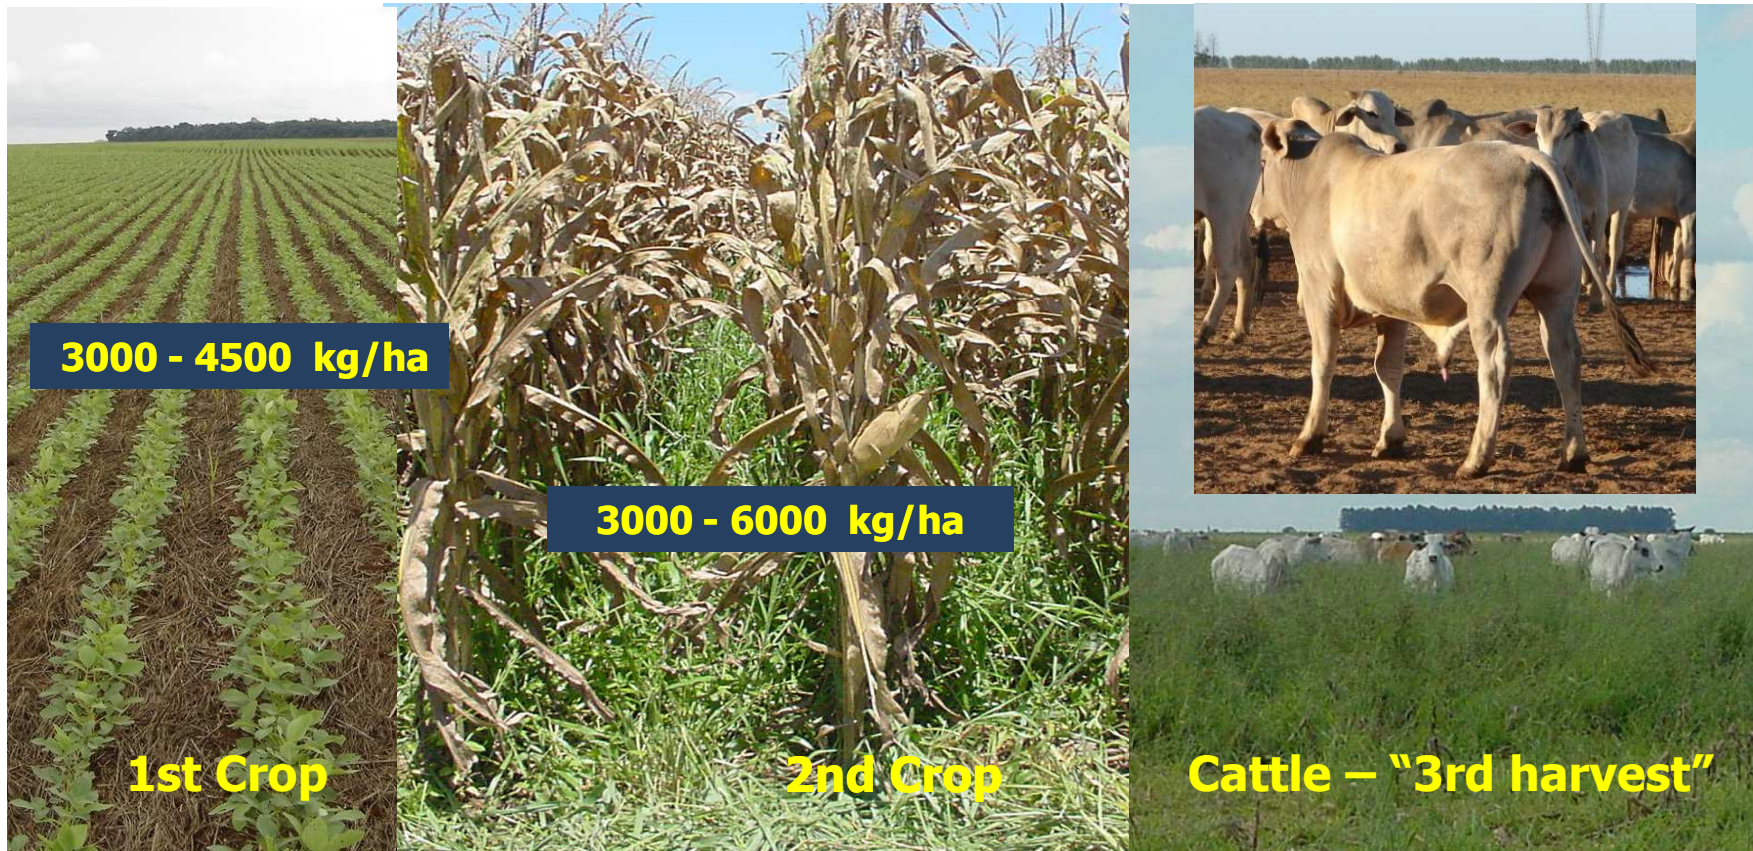 3000 - 4500 kg/ha
3000 - 6000 kg/ha
1st Crop
2nd Crop
Cattle – “3rd harvest”